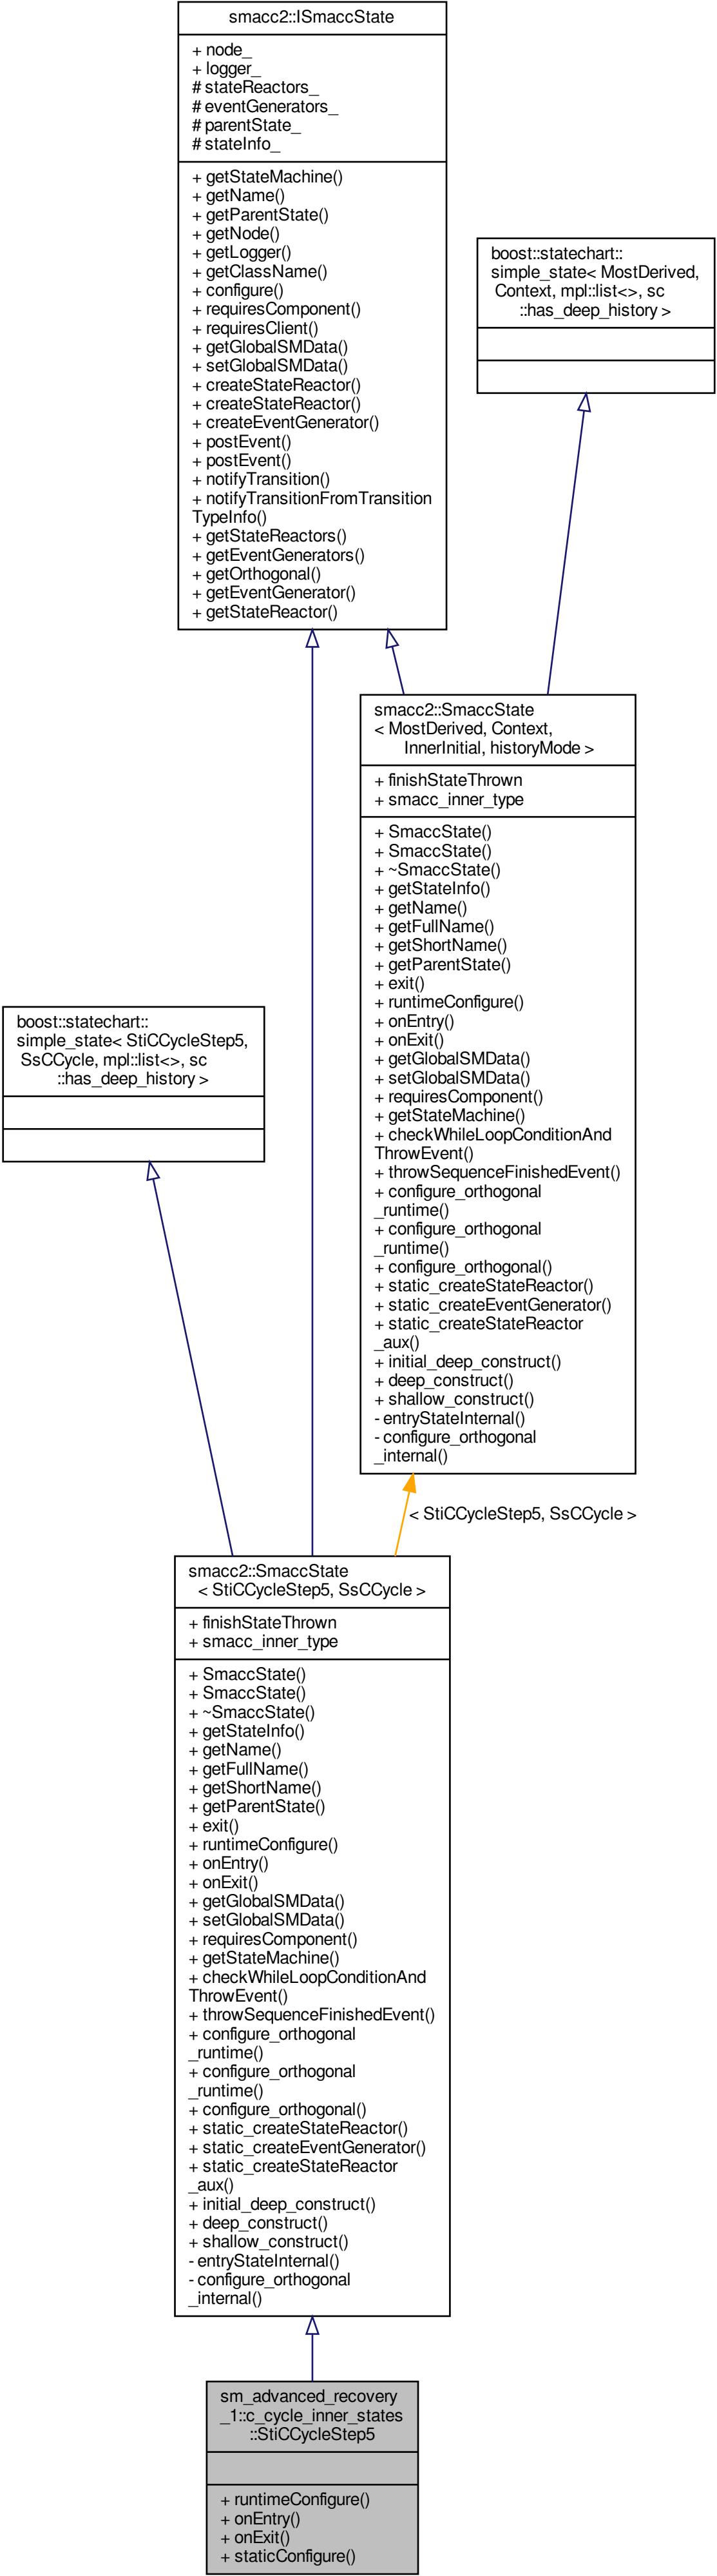 smacc2::ISmaccState
+ node_
+ logger_
# stateReactors_
# eventGenerators_
# parentState_
# stateInfo_
+ getStateMachine()
+ getName()
+ getParentState()
+ getNode()
+ getLogger()
+ getClassName()
+ configure()
+ requiresComponent()
+ requiresClient()
+ getGlobalSMData()
+ setGlobalSMData()
+ createStateReactor()
+ createStateReactor()
+ createEventGenerator()
+ postEvent()
+ postEvent()
+ notifyTransition()
+ notifyTransitionFromTransition
TypeInfo()
+ getStateReactors()
+ getEventGenerators()
+ getOrthogonal()
+ getEventGenerator()
+ getStateReactor()
boost::statechart::
simple_state< MostDerived,
Context, mpl::list<>, sc
::has_deep_history >
smacc2::SmaccState
< MostDerived, Context,
InnerInitial, historyMode >
+ finishStateThrown
+ smacc_inner_type
+ SmaccState()
+ SmaccState()
+ ~SmaccState()
+ getStateInfo()
+ getName()
+ getFullName()
+ getShortName()
+ getParentState()
+ exit()
+ runtimeConfigure()
+ onEntry()
+ onExit()
+ getGlobalSMData()
+ setGlobalSMData()
+ requiresComponent()
+ getStateMachine()
+ checkWhileLoopConditionAnd
ThrowEvent()
+ throwSequenceFinishedEvent()
+ configure_orthogonal
_runtime()
+ configure_orthogonal
_runtime()
+ configure_orthogonal()
+ static_createStateReactor()
+ static_createEventGenerator()
+ static_createStateReactor
_aux()
+ initial_deep_construct()
+ deep_construct()
+ shallow_construct()
- entryStateInternal()
- configure_orthogonal
_internal()
boost::statechart::
simple_state< StiCCycleStep5,
SsCCycle, mpl::list<>, sc
::has_deep_history >
< StiCCycleStep5, SsCCycle >
smacc2::SmaccState
< StiCCycleStep5, SsCCycle >
+ finishStateThrown
+ smacc_inner_type
+ SmaccState()
+ SmaccState()
+ ~SmaccState()
+ getStateInfo()
+ getName()
+ getFullName()
+ getShortName()
+ getParentState()
+ exit()
+ runtimeConfigure()
+ onEntry()
+ onExit()
+ getGlobalSMData()
+ setGlobalSMData()
+ requiresComponent()
+ getStateMachine()
+ checkWhileLoopConditionAnd
ThrowEvent()
+ throwSequenceFinishedEvent()
+ configure_orthogonal
_runtime()
+ configure_orthogonal
_runtime()
+ configure_orthogonal()
+ static_createStateReactor()
+ static_createEventGenerator()
+ static_createStateReactor
_aux()
+ initial_deep_construct()
+ deep_construct()
+ shallow_construct()
- entryStateInternal()
- configure_orthogonal
_internal()
sm_advanced_recovery
_1::c_cycle_inner_states
::StiCCycleStep5
+ runtimeConfigure()
+ onEntry()
+ onExit()
+ staticConfigure()